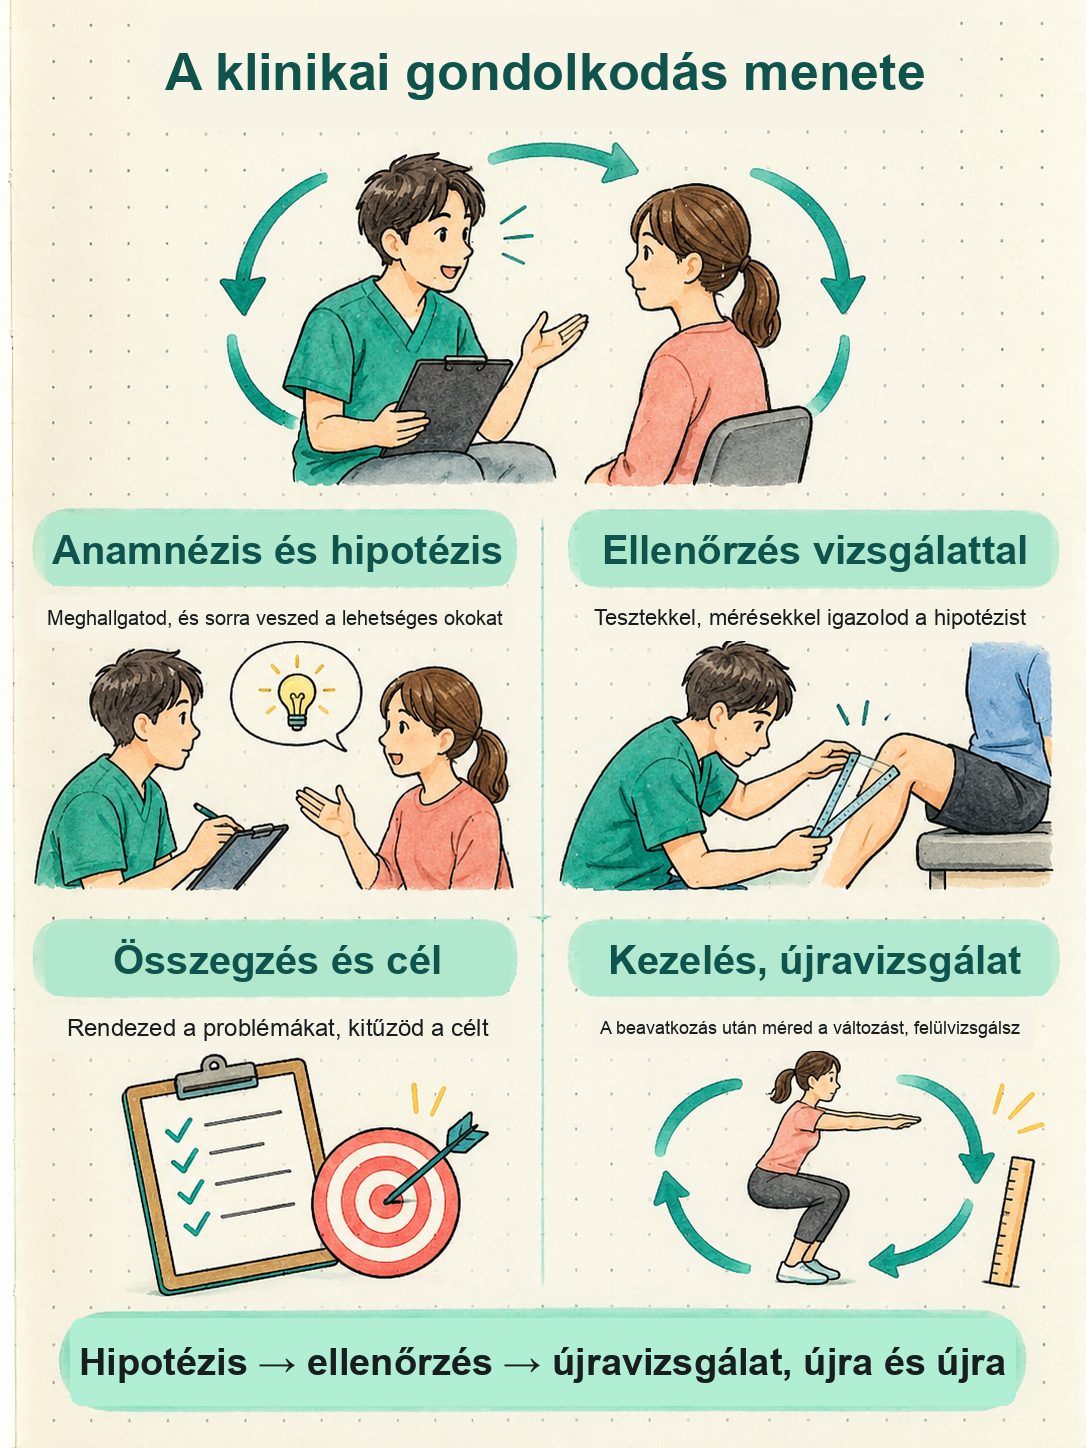 A klinikai gondolkodás menete
Anamnézis és hipotézis
Meghallgatod, és sorra veszed a lehetséges okokat
Ellenőrzés vizsgálattal
Tesztekkel, mérésekkel igazolod a hipotézist
Összegzés és cél
Rendezed a problémákat, kitűzöd a célt
Kezelés, újravizsgálat
A beavatkozás után méred a változást, felülvizsgálsz
Hipotézis → ellenőrzés → újravizsgálat, újra és újra